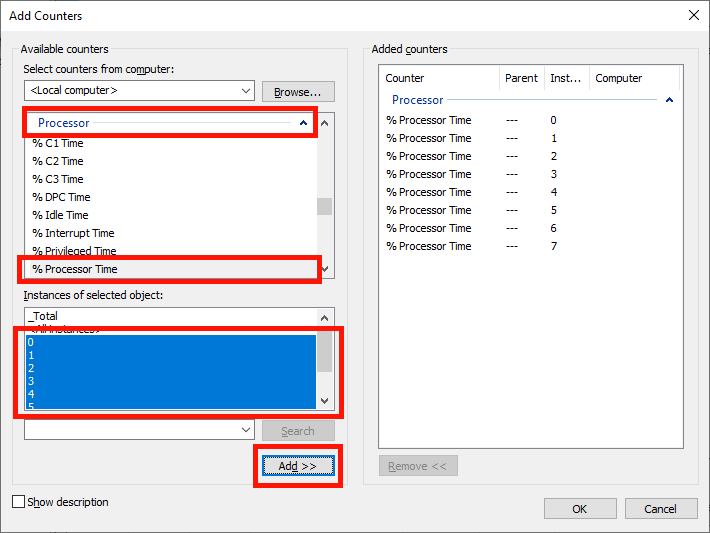 Add Counters
Available counters
Select counters from computer:
<Local computer>
Browse...
Processor
% C1 Time
% C2 Time
% C3 Time
% DPC Time
% Idle Time
% Interrupt Time
% Privileged Time
% Processor Time
Instances of selected object:
_Total
<All instances>
0
1
2
3
4
5
Search
Add >>
Show description
Added counters
Counter Parent Inst... Computer
Processor
% Processor Time --- 0
% Processor Time --- 1
% Processor Time --- 2
% Processor Time --- 3
% Processor Time --- 4
% Processor Time --- 5
% Processor Time --- 6
% Processor Time --- 7
Remove <<
OK
Cancel